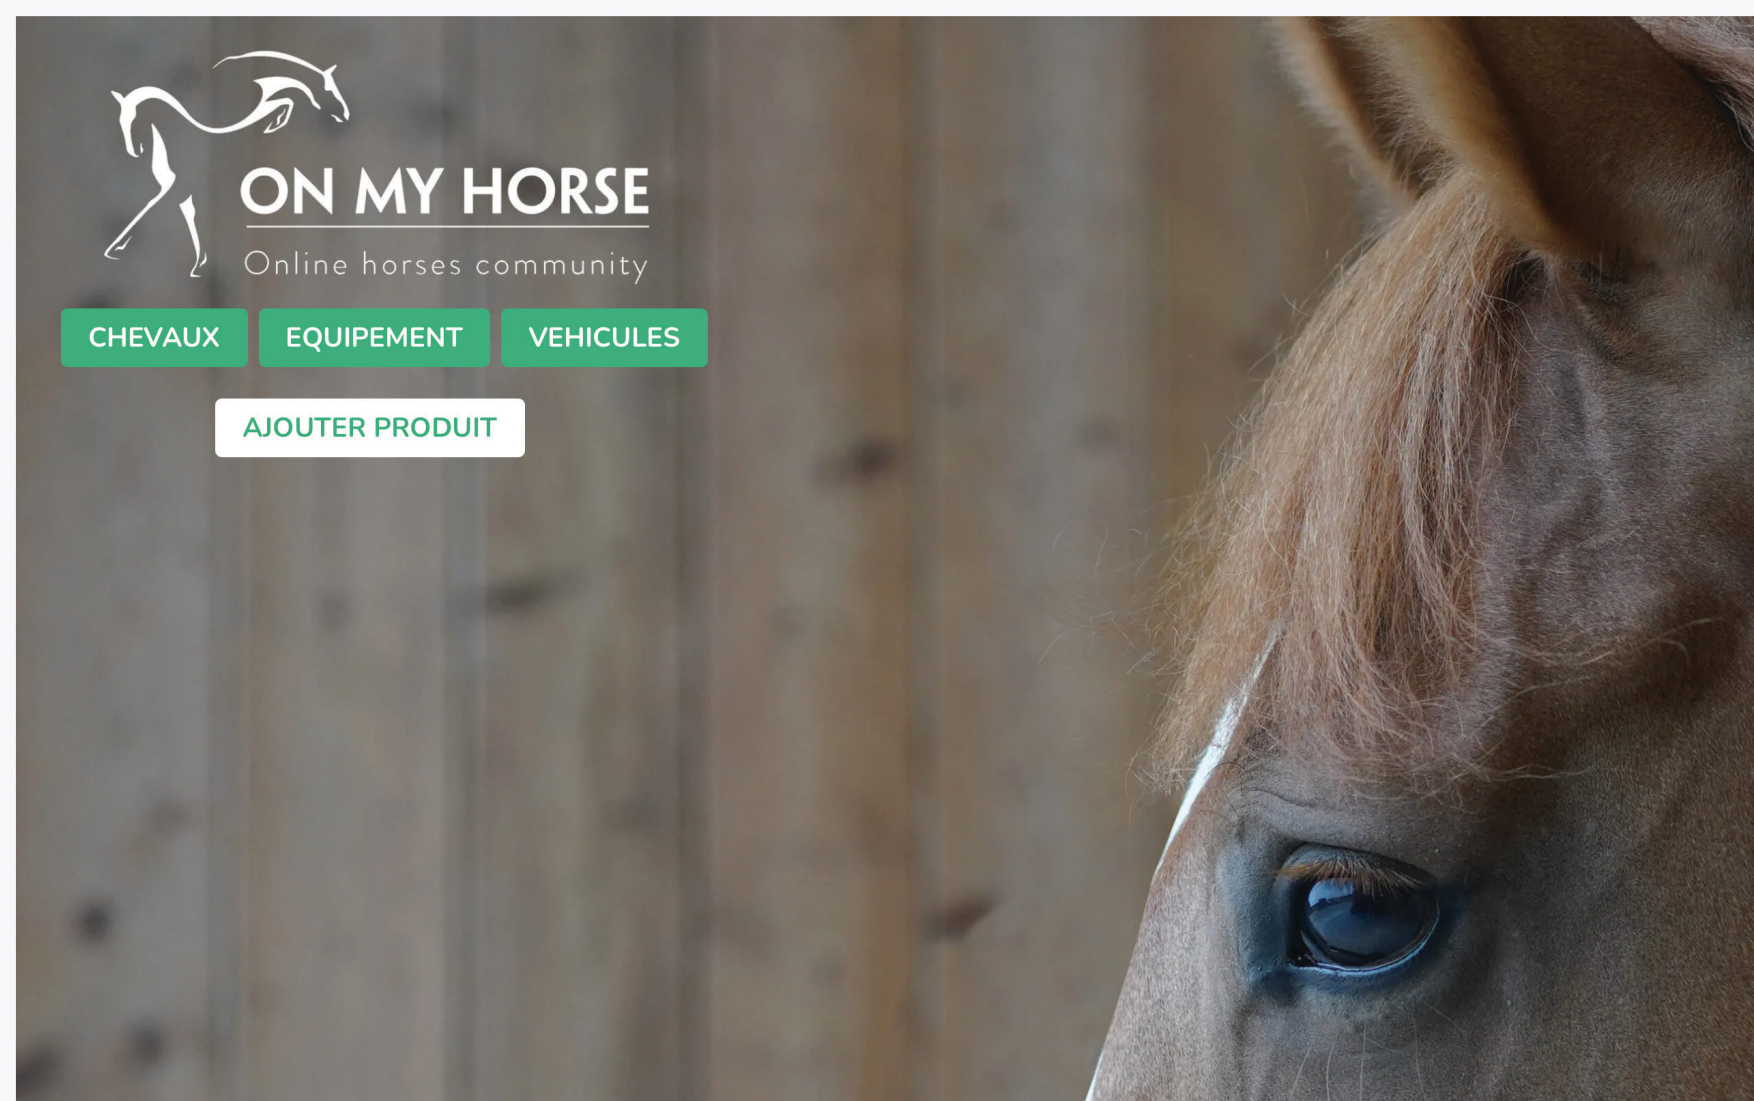 ON MY HORSE
Online horses community
CHEVAUX EQUIPEMENT VEHICULES
AJOUTER PRODUIT